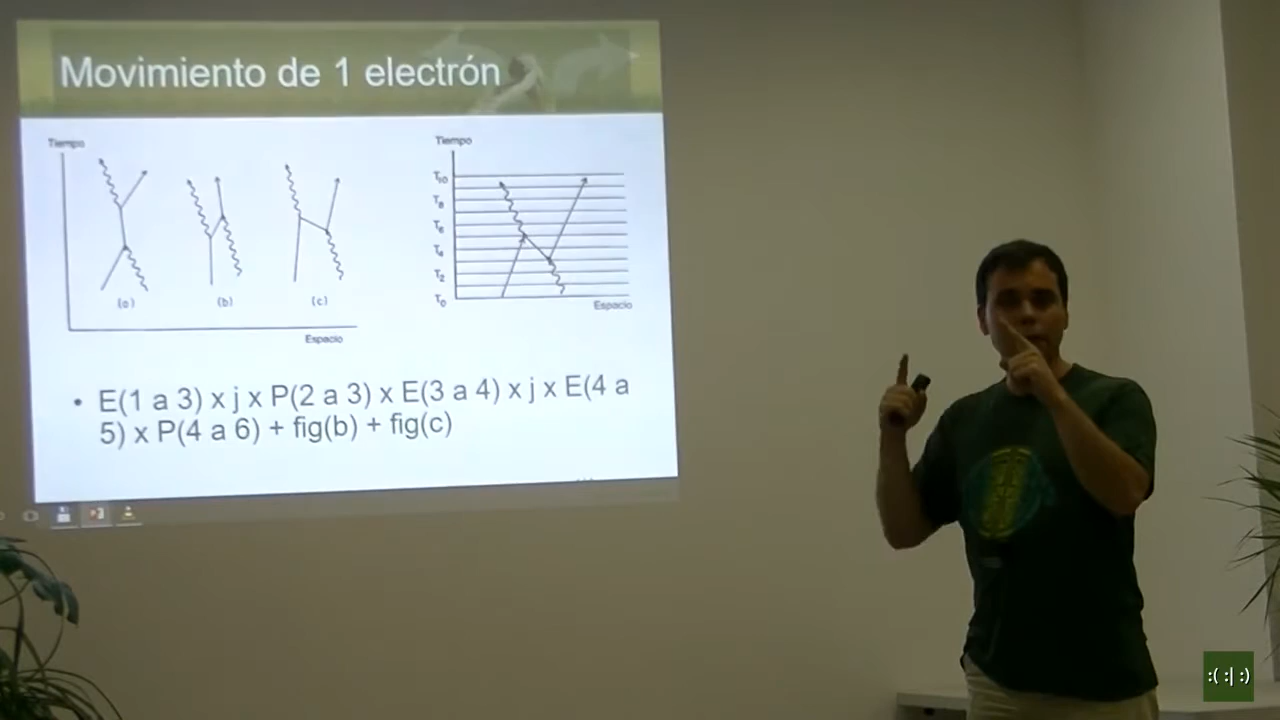 Movimiento de 1 electrón
Tiempo
(a)
(b)
(c)
Espacio
Tiempo
T10
T8
T6
T4
T2
T0
Espacio
• E(1 a 3) x j x P(2 a 3) x E(3 a 4) x j x E(4 a
5) x P(4 a 6) + fig(b) + fig(c)
:( :| :)